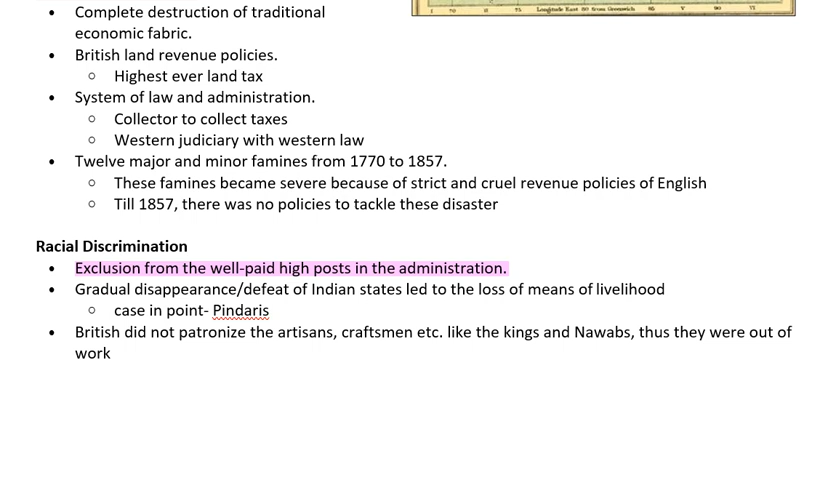 • Complete destruction of traditional
economic fabric.
Longitude East 80 from Greenwich
• British land revenue policies.
o Highest ever land tax
• System of law and administration.
o Collector to collect taxes
o Western judiciary with western law
• Twelve major and minor famines from 1770 to 1857.
o These famines became severe because of strict and cruel revenue policies of English
o Till 1857, there was no policies to tackle these disaster
Racial Discrimination
• Exclusion from the well-paid high posts in the administration.
• Gradual disappearance/defeat of Indian states led to the loss of means of livelihood
o case in point- Pindaris
• British did not patronize the artisans, craftsmen etc. like the kings and Nawabs, thus they were out of
work